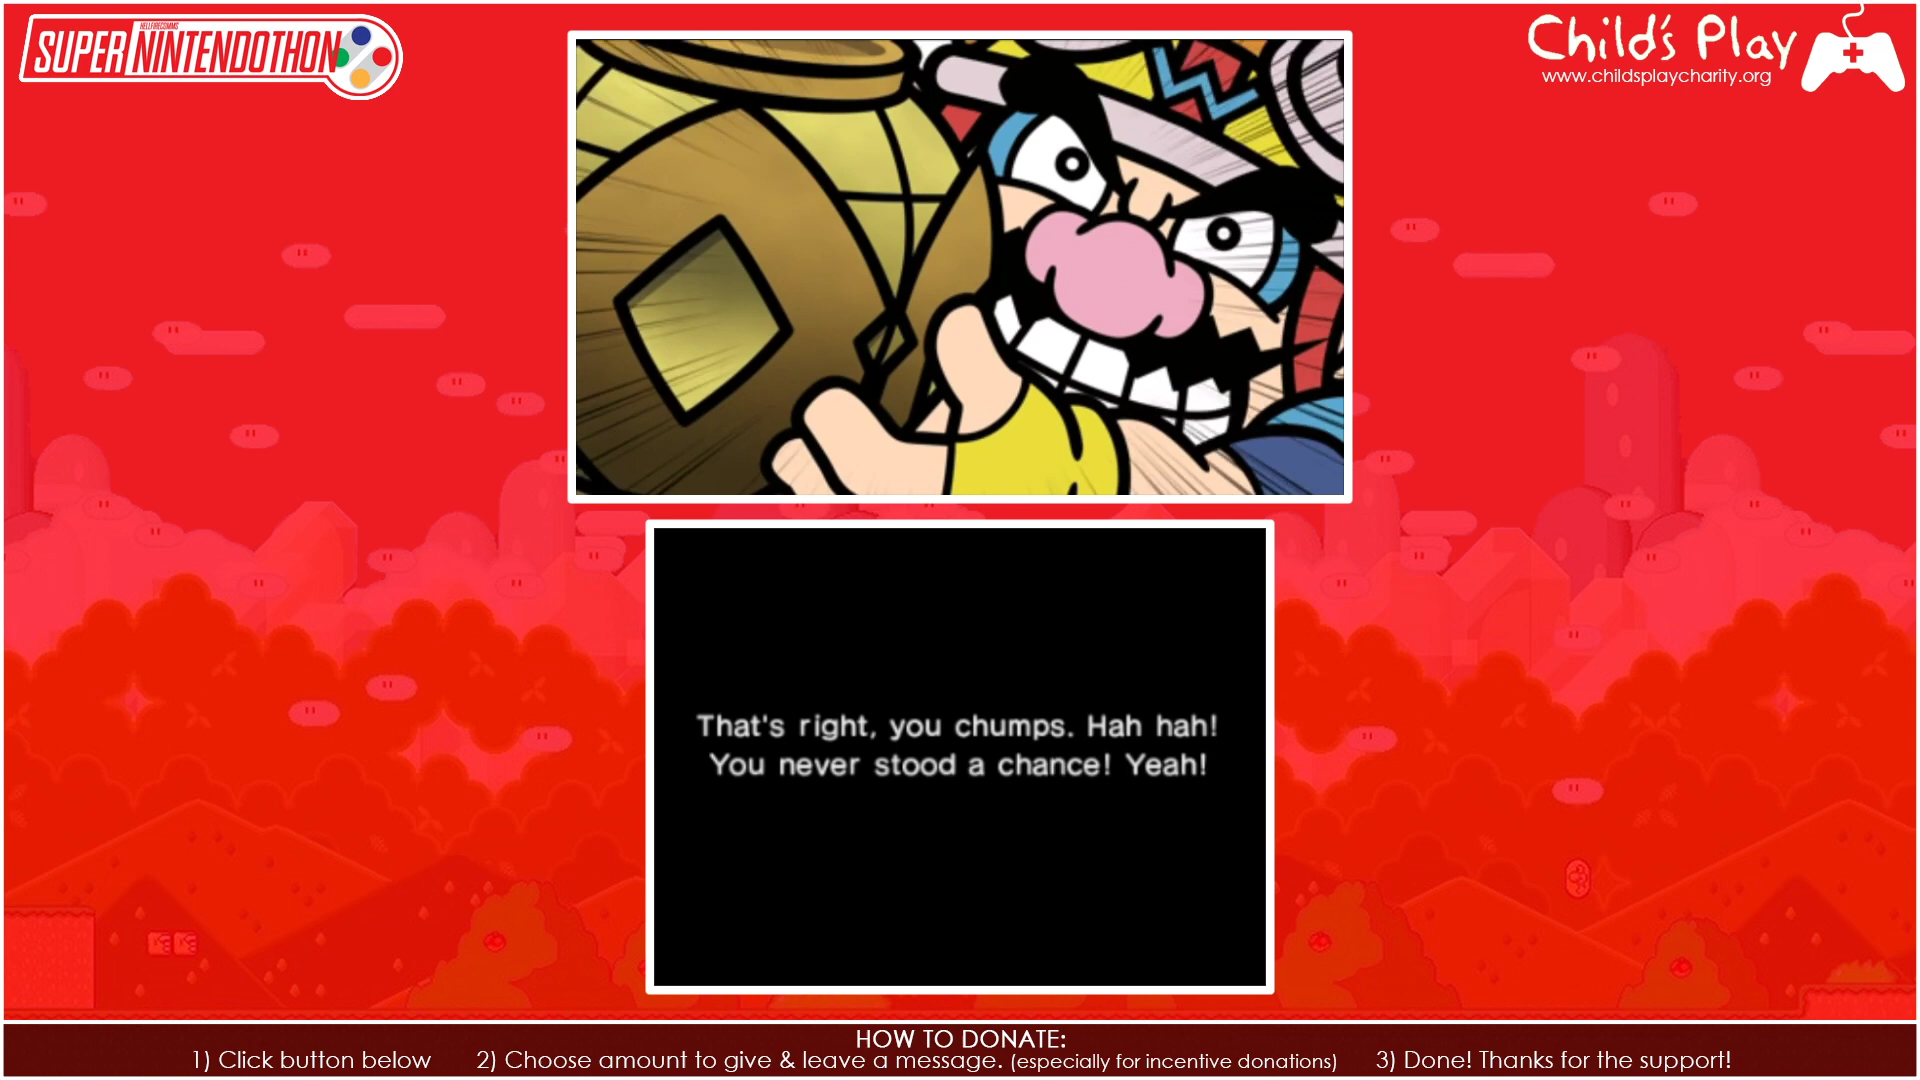 HELLFIRECOMMS
SUPER NINTENDOTHON
Child's Play
www.childsplaycharity.org
That's right, you chumps. Hah hah!
You never stood a chance! Yeah!
HOW TO DONATE:
1) Click button below 2) Choose amount to give & leave a message. (especially for incentive donations) 3) Done! Thanks for the support!